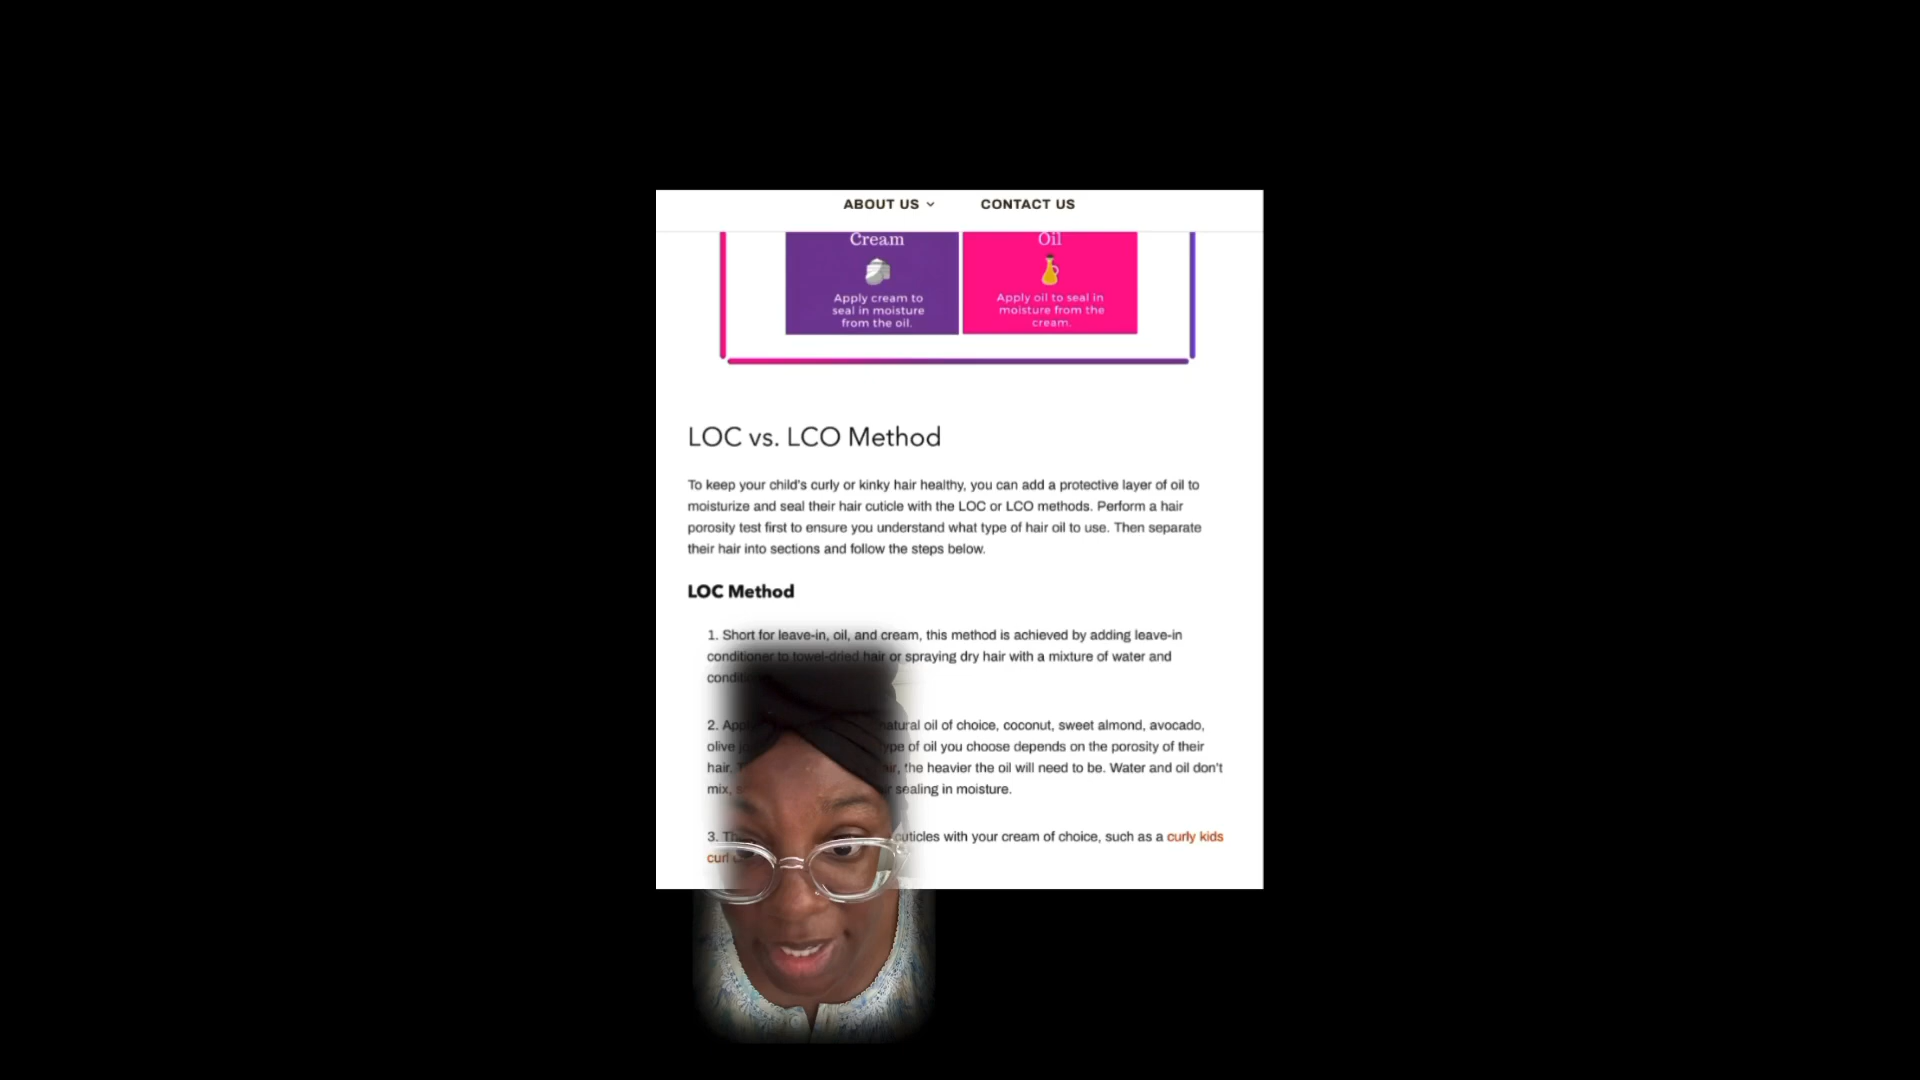 ABOUT US CONTACT US
Cream
Apply cream to
seal in moisture
from the oil.
Oil
Apply oil to seal in
moisture from the
cream.
LOC vs. LCO Method
To keep your child's curly or kinky hair healthy, you can add a protective layer of oil to
moisturize and seal their hair cuticle with the LOC or LCO methods. Perform a hair
porosity test first to ensure you understand what type of hair oil to use. Then separate
their hair into sections and follow the steps below.
LOC Method
1. Short for leave-in, oil, and cream, this method is achieved by adding leave-in
conditioner to towel-dried hair or spraying dry hair with a mixture of water and
2. natural oil of choice, coconut, sweet almond, avocado,
olive type of oil you choose depends on the porosity of their
hair. the heavier the oil will need to be. Water and oil don't
mix, sealing in moisture.
3. cuticles with your cream of choice, such as a curly kids
curl